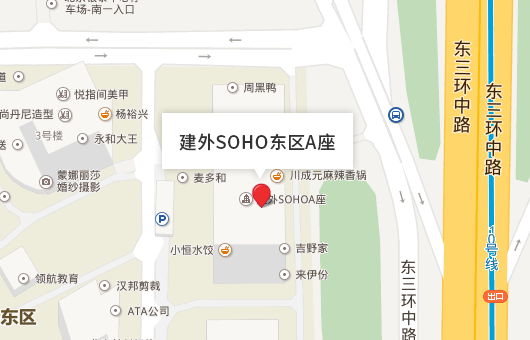 车场-南一入口
周黑鸭
悦指间美甲
尚丹尼造型
杨裕兴
3号楼
永和大王
建外SOHO东区A座
蒙娜丽莎
婚纱摄影
麦多和
川成元麻辣香锅
外SOHOA座
P
小恒水饺
吉野家
来伊份
领航教育
汉邦剪裁
ATA公司
东区
东三环中路
东三环中路
东三环中路
10号线
出口